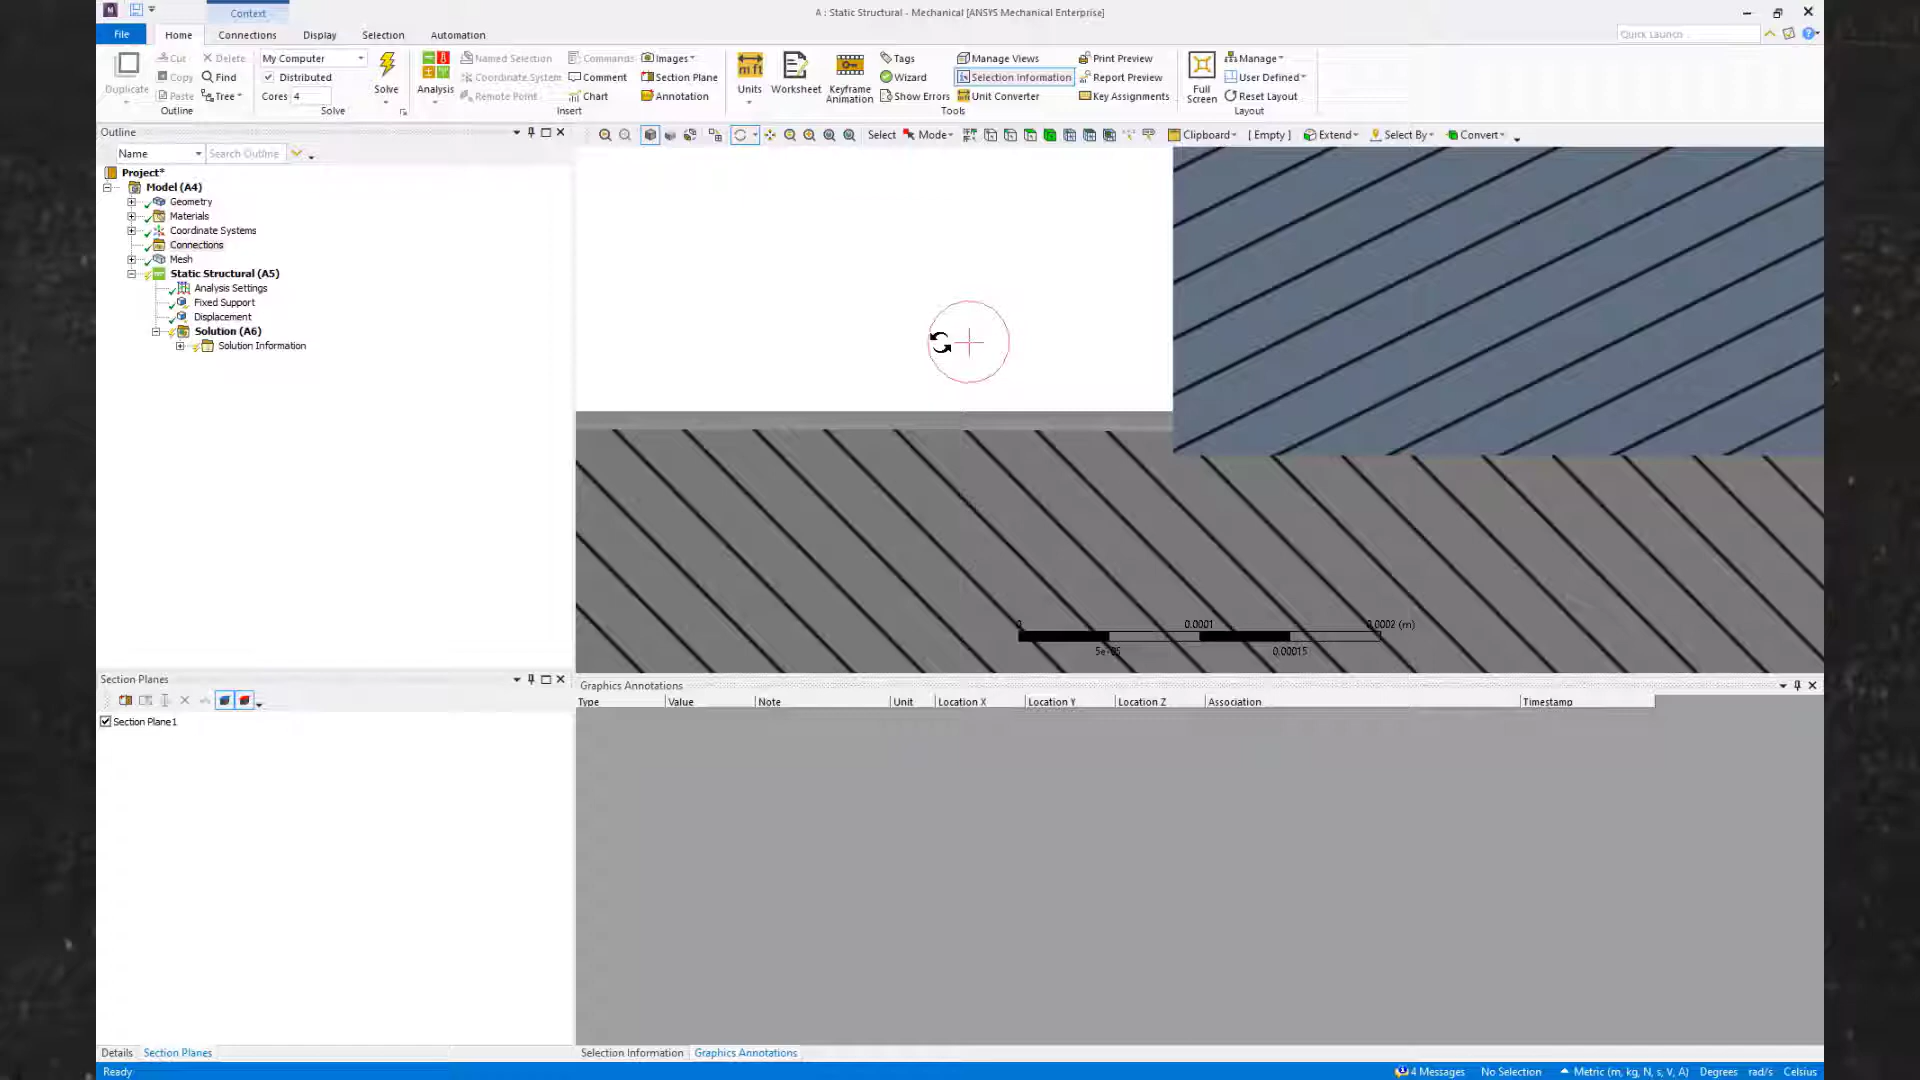 Context
A : Static Structural - Mechanical [ANSYS Mechanical Enterprise]
File Home Connections Display Selection Automation
Quick Launch
Duplicate Cut Delete
Copy Find
Paste Tree
Outline
My Computer
Distributed
Cores 4
Solve
Solve
Analysis
Named Selection Commands Images
Coordinate System Comment Section Plane
Remote Point Chart Annotation
Insert
Units Worksheet Keyframe Animation
Tags Manage Views Print Preview
Wizard Selection Information Report Preview
Show Errors Unit Converter Key Assignments
Tools
Full Screen
Manage
User Defined
Reset Layout
Layout
Outline
Select Mode Clipboard [ Empty ] Extend Select By Convert
Name Search Outline
Project*
Model (A4)
Geometry
Materials
Coordinate Systems
Connections
Mesh
Static Structural (A5)
Analysis Settings
Fixed Support
Displacement
Solution (A6)
Solution Information
0 0.0001 0.0002 (m)
5e-05 0.00015
Section Planes
Section Plane1
Graphics Annotations
Type Value Note Unit Location X Location Y Location Z Association Timestamp
Details Section Planes
Selection Information Graphics Annotations
Ready
4 Messages No Selection Metric (m, kg, N, s, V, A) Degrees rad/s Celsius